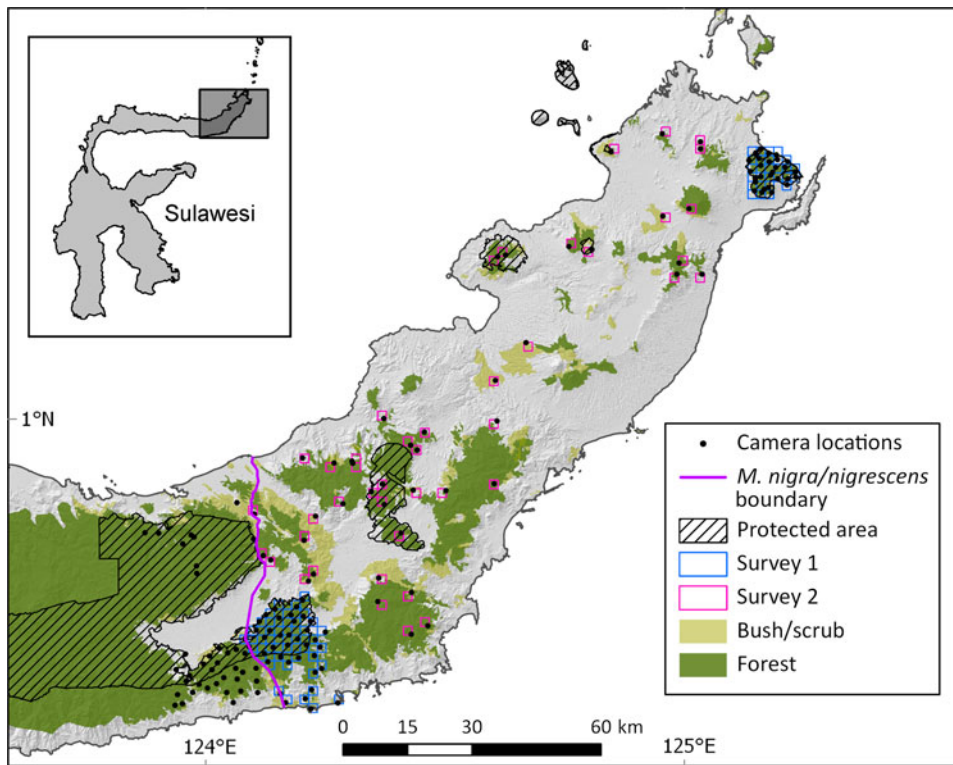 Sulawesi
1°N
Camera locations
M. nigra/nigrescens
boundary
Protected area
Survey 1
Survey 2
Bush/scrub
Forest
0 15 30 60 km
124°E
125°E